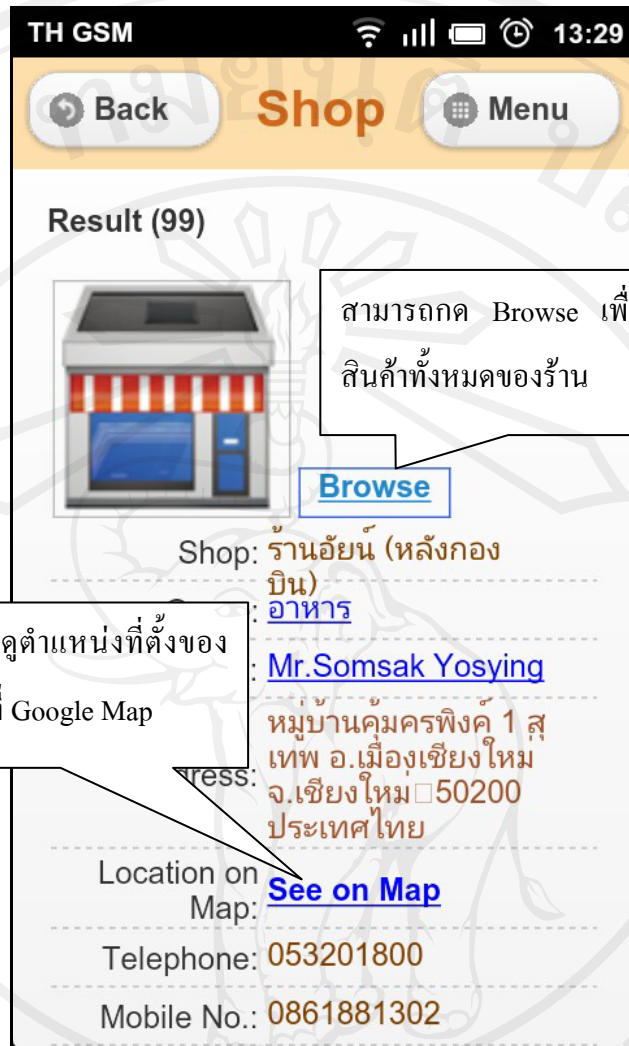 TH GSM 13:29
Back Shop Menu
Result (99)
สามารถกด Browse
สินค้าทั้งหมดของร้าน
Browse
Shop: ร้านอัยน์ (หลังกอง
บิน)
: อาหาร
ดูตำแหน่งที่ตั้งของ
: Mr.Somsak Yosying
Google Map
หมู่บ้านคุ้มครพิงค์ 1 สุ
เทพ อ.เมืองเชียงใหม่
จ.เชียงใหม่□50200
ประเทศไทย
Location on
Map: See on Map
Telephone: 053201800
Mobile No.: 0861881302